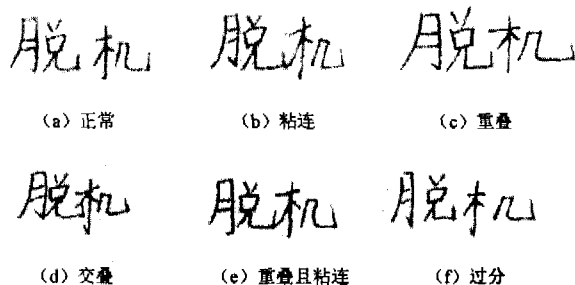 脱机 脱机 脱机
(a) 正常 (b) 粘连 (c) 重叠
脱机 脱机 脱机
(d) 交叠 (e) 重叠且粘连 (f) 过分